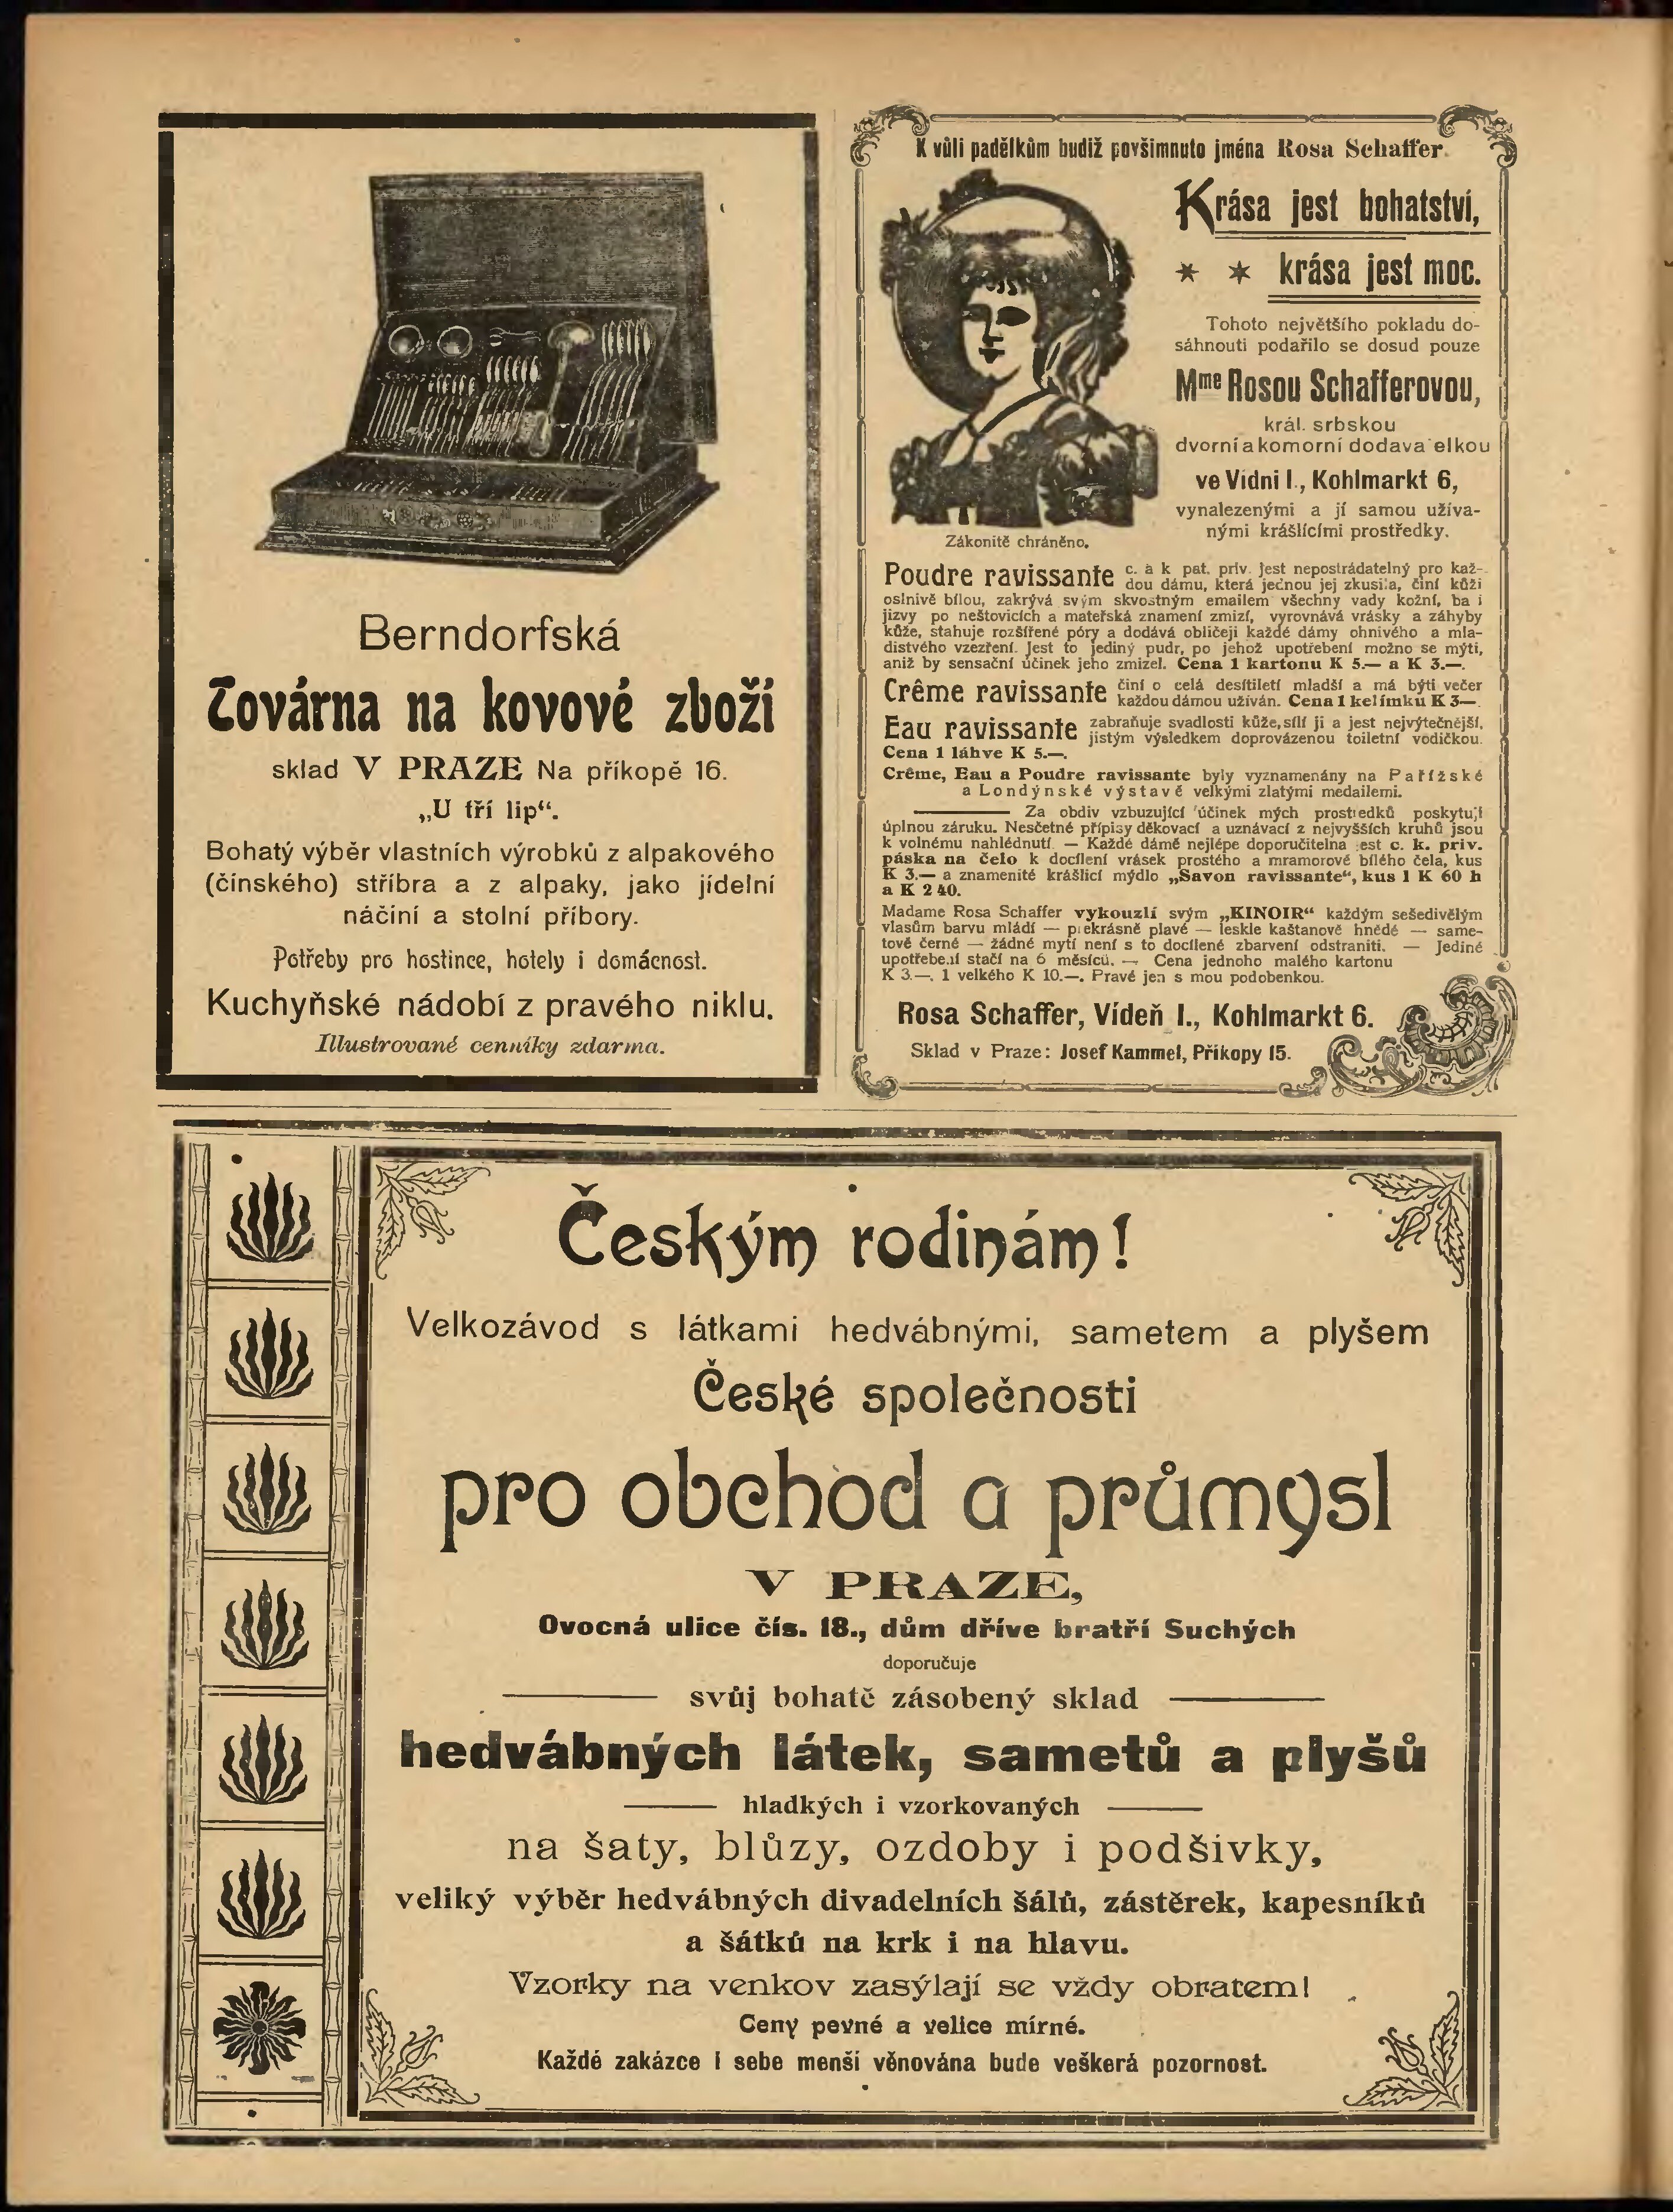 Berndorfská
Továrna na kovové zboží
sklad V PRAZE Na příkopě 16.
„U tří lip“.
Bohatý výběr vlastních výrobků z alpakového
(čínského) stříbra a z alpaky, jako jídelní
náčiní a stolní příbory.
Potřeby pro hostince, hotely i domácnost.
Kuchyňské nádobí z pravého niklu.
Illustrované cenníky zdarma.
K vůli padělkům budiž povšimnuto jména Rosa Schaffer.
Krása jest bohatství,
* * krása jest moc.
Tohoto největšího pokladu do-
sáhnouti podařilo se dosud pouze
Mme Rosou Schafferovou,
král. srbskou
dvorní a komorní dodava elkou
ve Vídni I., Kohlmarkt 6,
vynalezenými a jí samou užíva-
nými krášlícími prostředky.
Zákonitě chráněno.
Poudre ravissante c. a k pat. priv. jest nepostrádatelný pro kaž-
dou dámu, která jednou jej zkusila, činí kůži
oslnivě bílou, zakrývá svým skvostným emailem všechny vady kožní, ba i
jizvy po neštovicích a mateřská znamení zmizí, vyrovnává vrásky a záhyby
kůže, stahuje rozšířené póry a dodává obličeji každé dámy ohnivého a mla-
distvého vzezření. Jest to jediný pudr, po jehož upotřebení možno se mýti,
aniž by sensační účinek jeho zmizel. Cena 1 kartonu K 5.— a K 3.—.
Crême ravissante činí o celá desítiletí mladší a má býti večer
každou dámou užíván. Cena 1 kelímku K 3—.
Eau ravissante zabraňuje svadlosti kůže, sílí ji a jest nejvýtečnější,
jistým výsledkem doprovázenou toiletní vodičkou.
Cena 1 láhve K 5.—.
Crême, Eau a Poudre ravissante byly vyznamenány na Pařížské
a Londýnské výstavě velkými zlatými medailemi.
Za obdiv vzbuzující účinek mých prostředků poskytují
úplnou záruku. Nesčetné přípisy děkovací a uznávací z nejvyšších kruhů jsou
k volnému nahlédnutí. — Každé dámě nejlépe doporučitelna jest c. k. priv.
páska na čelo k docílení vrásek prostého a mramorově bílého čela, kus
K 3.— a znamenité krášlicí mýdlo „Savon ravissante“, kus 1 K 60 h
a K 2 40.
Madame Rosa Schaffer vykouzlí svým „KINOIR“ každým sešedivělým
vlasům barvu mládí — překrásně plavé — leskle kaštanově hnědé — same-
tově černé — žádné mytí není s to docílené zbarvení odstraniti. — Jediné
upotřebení stačí na 6 měsíců. — Cena jednoho malého kartonu
K 3.—, 1 velkého K 10.—. Pravé jen s mou podobenkou.
Rosa Schaffer, Vídeň I., Kohlmarkt 6.
Sklad v Praze: Josef Kammel, Příkopy 15.
Českým rodinám!
Velkozávod s látkami hedvábnými, sametem a plyšem
České společnosti
pro obchod a průmysl
V PRAZE,
Ovocná ulice čís. 18., dům dříve bratří Suchých
doporučuje
svůj bohatě zásobený sklad
hedvábných látek, sametů a plyšů
hladkých i vzorkovaných
na šaty, blůzy, ozdoby i podšívky,
veliký výběr hedvábných divadelních šálů, zástěrek, kapesníků
a šátků na krk i na hlavu.
Vzorky na venkov zasýlají se vždy obratem!
Ceny pevné a velice mírné.
Každé zakázce i sebe menší věnována bude veškerá pozornost.